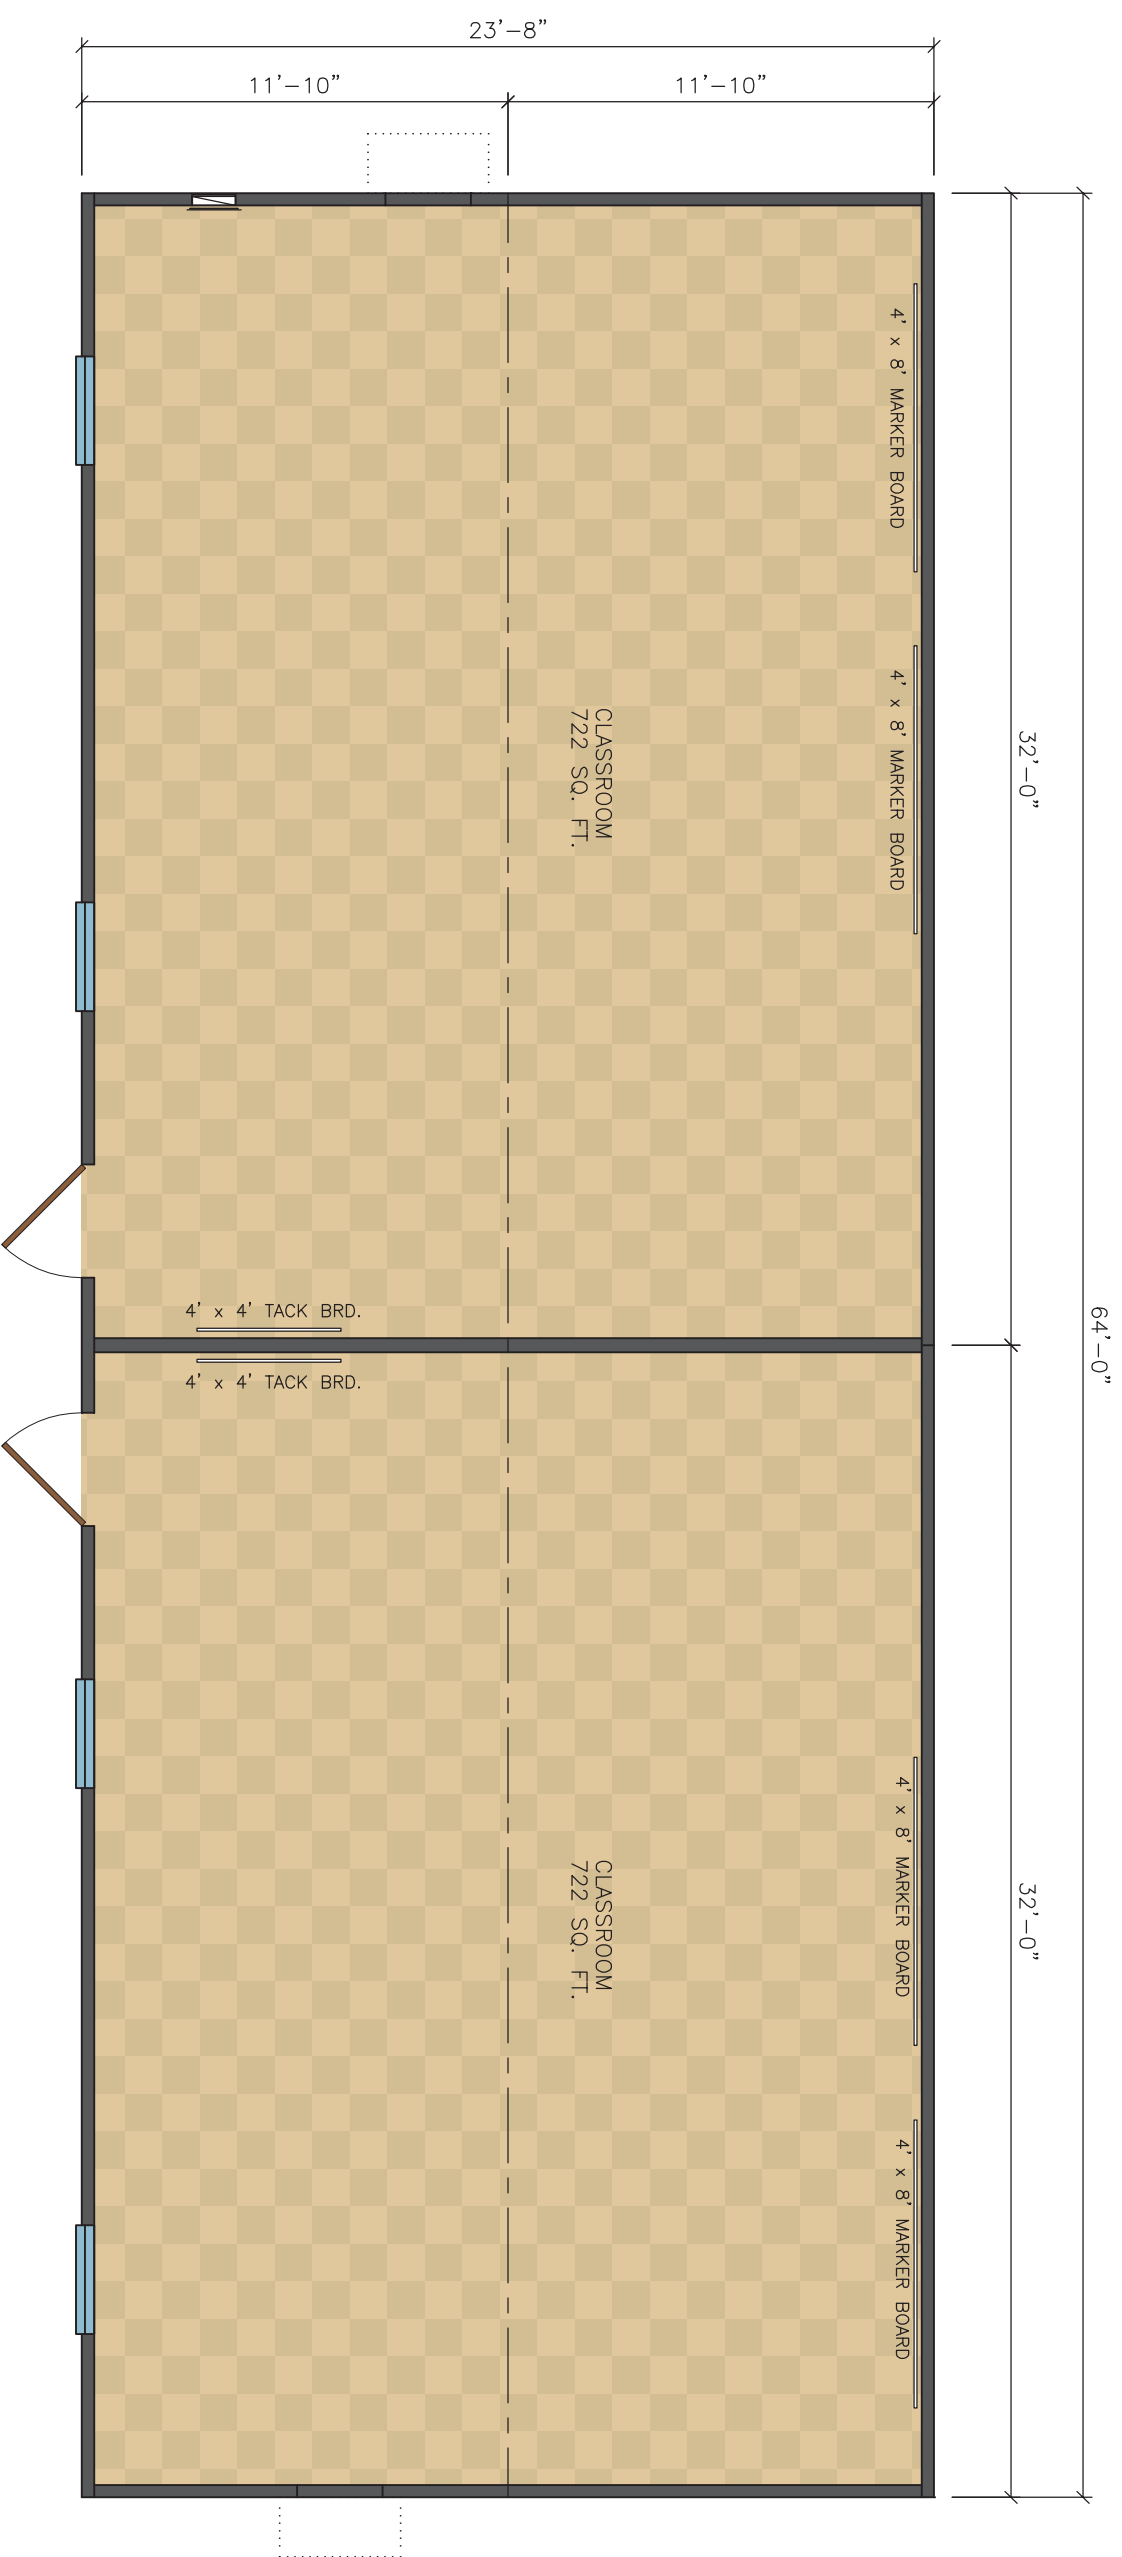 23'-8"
11'-10"
11'-10"
4' x 8' MARKER BOARD
4' x 8' MARKER BOARD
32'-0"
CLASSROOM
722 SQ. FT.
64'-0"
4' x 4' TACK BRD.
4' x 4' TACK BRD.
4' x 8' MARKER BOARD
CLASSROOM
722 SQ. FT.
32'-0"
4' x 8' MARKER BOARD